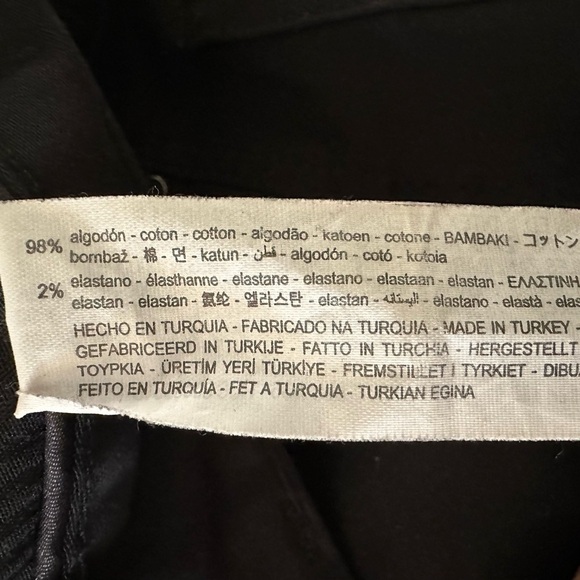 98% algodón - coton - cotton - algodão - katoen - cotone - BAMBAKI - コットン
bombaž - 棉 - 면 - katun - قطن - algodón - cotó - kotoia
2% elastano - élasthanne - elastane - elastano - elastaan - elastan - ΕΛΑΣΤΙΝΗ
elastan - elastan - 氨纶 - 엘라스탄 - elastan - - elastano - elastà - elas
HECHO EN TURQUIA - FABRICADO NA TURQUIA - MADE IN TURKEY -
GEFABRICEERD IN TURKIJE - FATTO IN TURCHIA - HERGESTELLT
ΤΟΥΡΚΙΑ - ÜRETİM YERİ TÜRKİYE - FREMSTILLET I TYRKIET - DIBU
FEITO EN TURQUÍA - FET A TURQUIA - TURKIAN EGINA